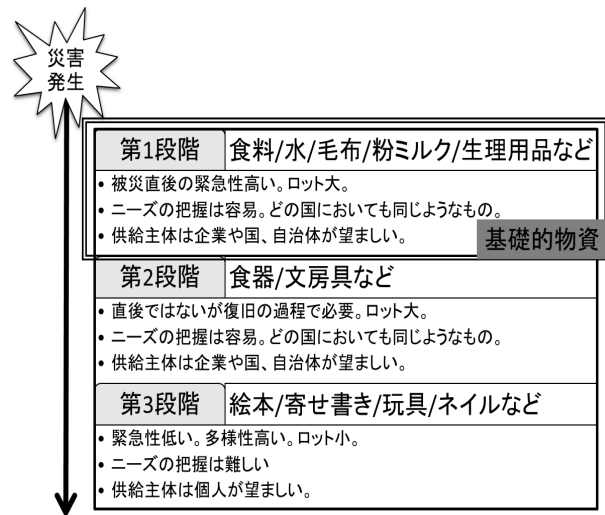 災害
発生
第1段階 食料/水/毛布/粉ミルク/生理用品など
• 被災直後の緊急性高い。ロット大。
• ニーズの把握は容易。どの国においても同じようなもの。
• 供給主体は企業や国、自治体が望ましい。
基礎的物資
第2段階 食器/文房具など
• 直後ではないが復旧の過程で必要。ロット大。
• ニーズの把握は容易。どの国においても同じようなもの。
• 供給主体は企業や国、自治体が望ましい。
第3段階 絵本/寄せ書き/玩具/ネイルなど
• 緊急性低い。多様性高い。ロット小。
• ニーズの把握は難しい
• 供給主体は個人が望ましい。